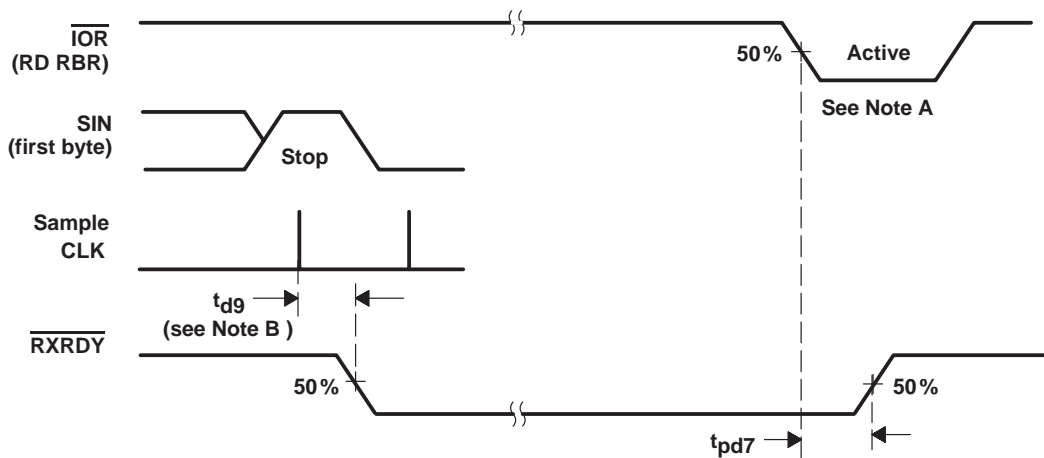 IOR
(RD RBR)
50%
Active
See Note A
SIN
(first byte)
Stop
Sample
CLK
td9
(see Note B )
RXRDY
50%
50%
tpd7